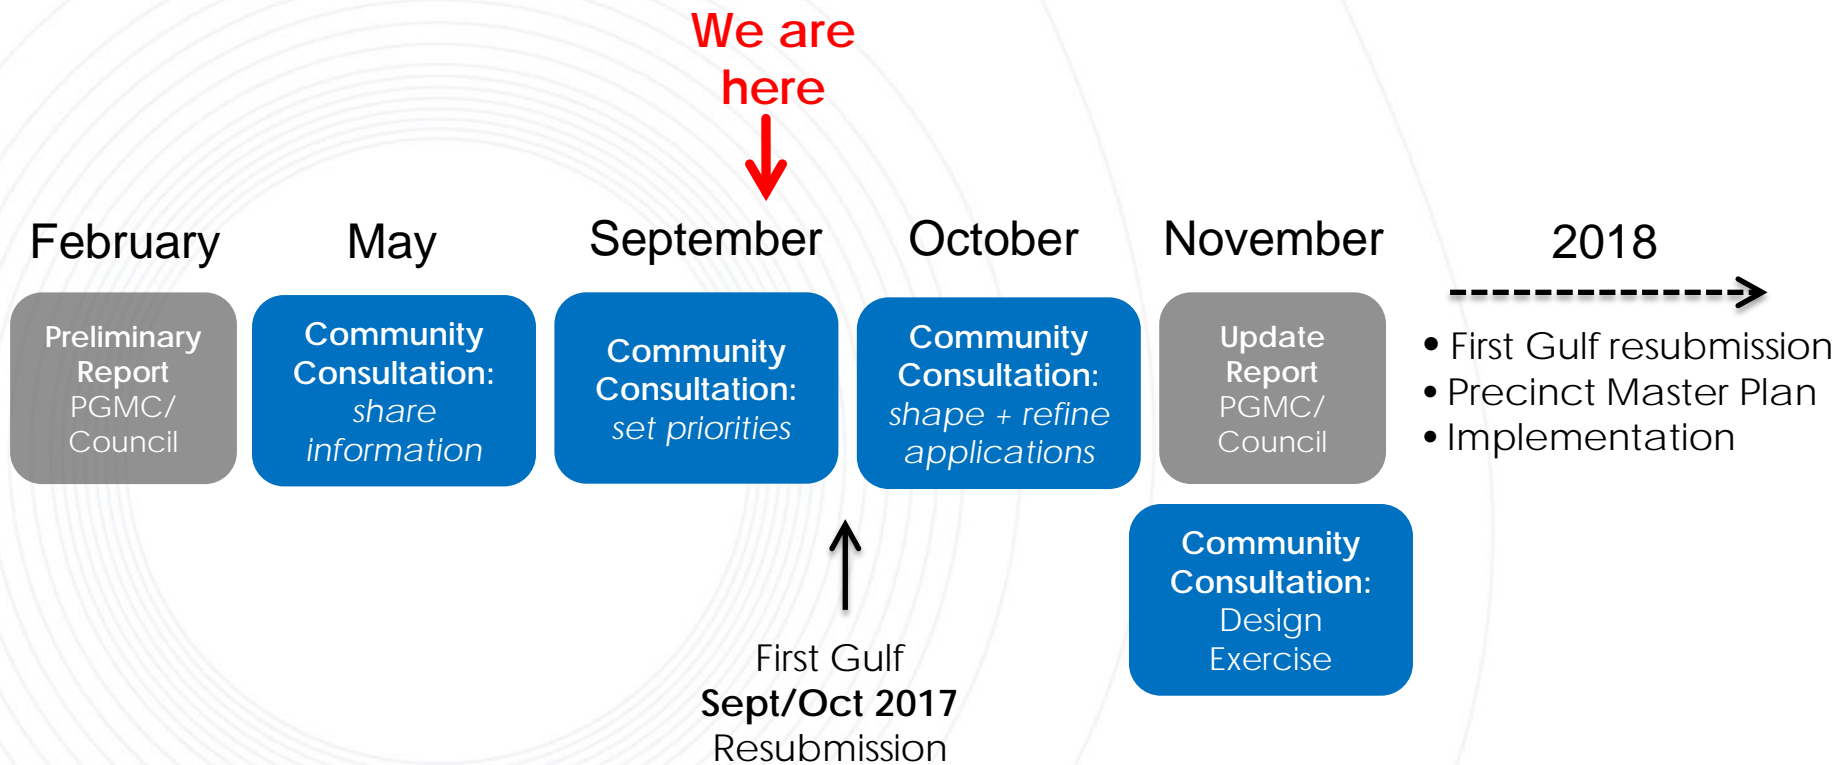 We are
here
February
May
September
October
November
2018
Preliminary
Report
PGMC/
Council
Community
Consultation:
share
information
Community
Consultation:
set priorities
Community
Consultation:
shape + refine
applications
Update
Report
PGMC/
Council
• First Gulf resubmission
• Precinct Master Plan
• Implementation
Community
Consultation:
Design
Exercise
First Gulf
Sept/Oct 2017
Resubmission